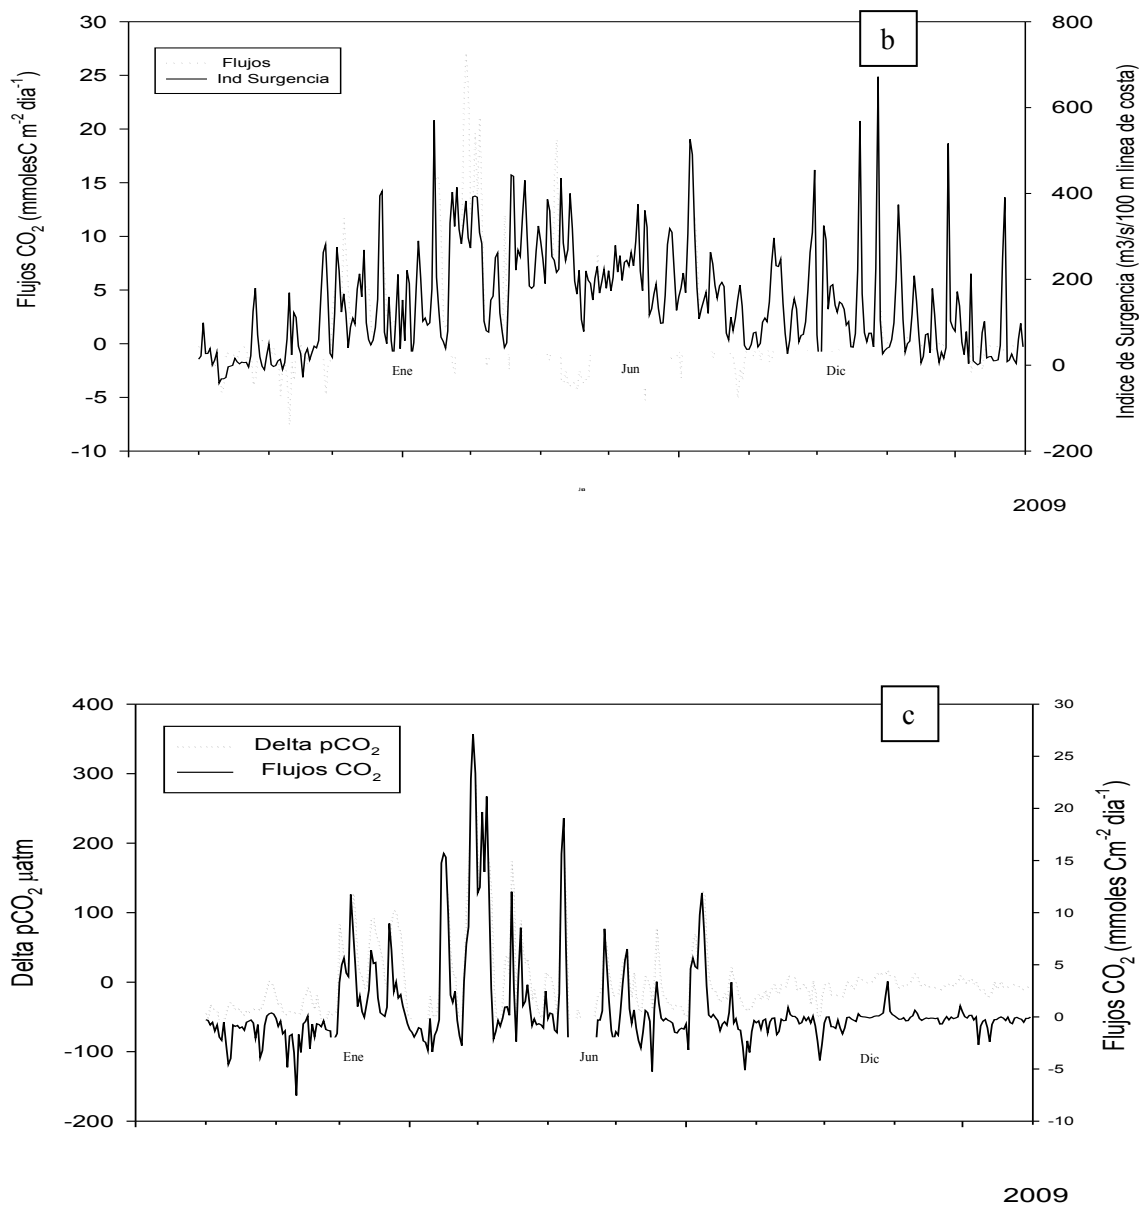 b
Flujos
Ind Surgencia
30
25
20
15
10
5
0
-5
-10
Flujos CO2 (mmolesC m-2 dia-1)
800
600
400
200
0
-200
Indice de Surgencia (m3/s/100 m linea de costa)
Ene
Jun
Dic
2009
c
Delta pCO2
Flujos CO2
400
300
200
100
0
-100
-200
Delta pCO2 µatm
30
25
20
15
10
5
0
-5
-10
Flujos CO2 (mmoles Cm-2 dia-1)
Ene
Jun
Dic
2009